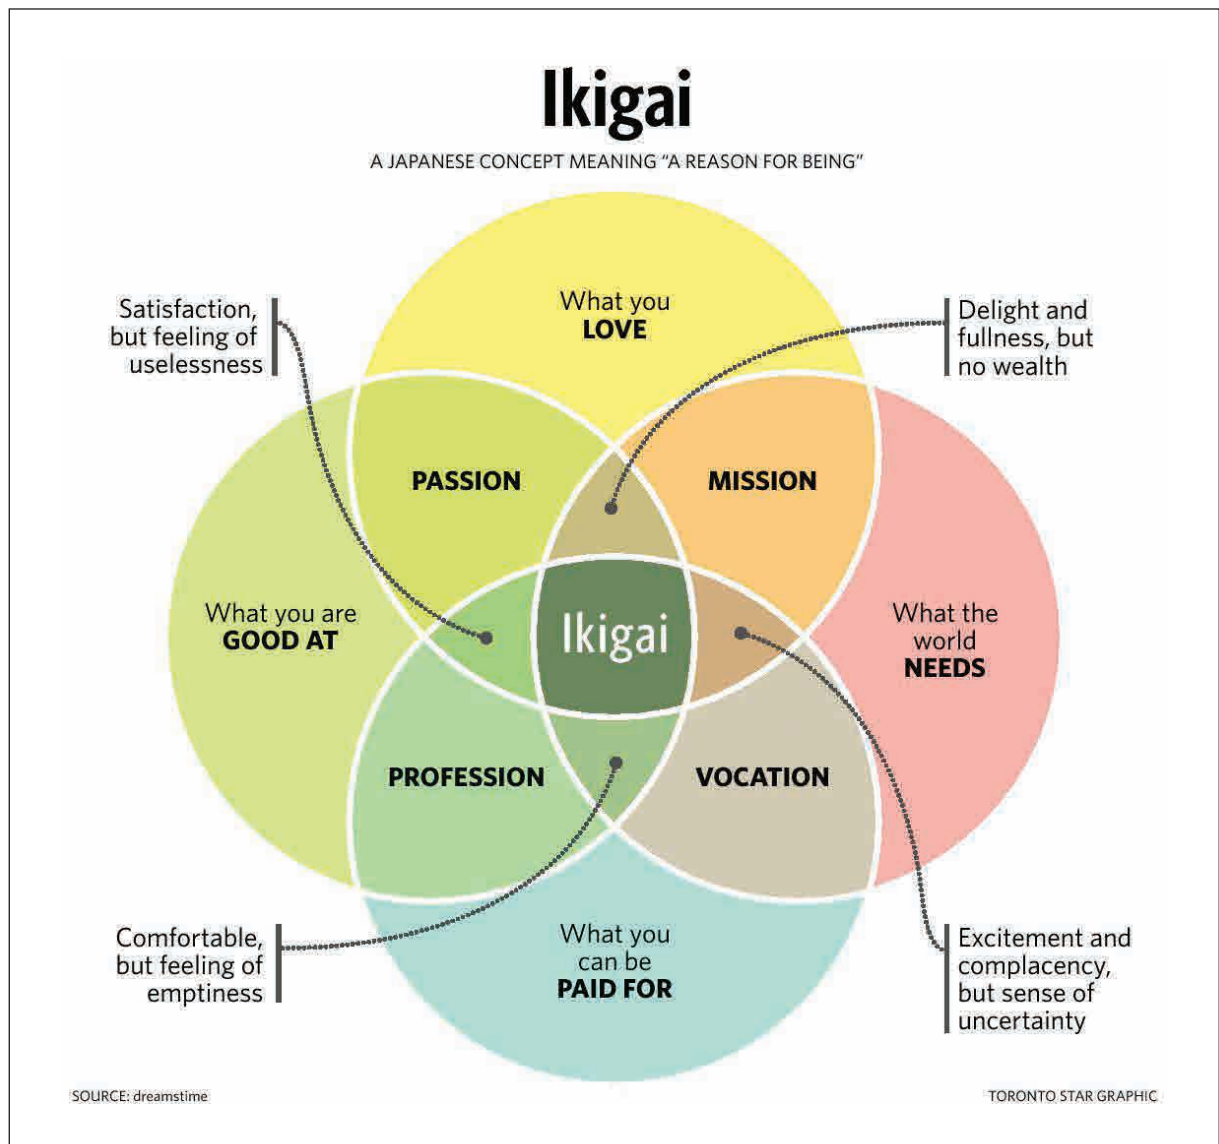 Ikigai
A JAPANESE CONCEPT MEANING “A REASON FOR BEING”
What you
LOVE
Satisfaction,
but feeling of
uselessness
Delight and
fullness, but
no wealth
PASSION
MISSION
What you are
GOOD AT
Ikigai
What the
world
NEEDS
PROFESSION
VOCATION
What you
can be
PAID FOR
Comfortable,
but feeling of
emptiness
Excitement and
complacency,
but sense of
uncertainty
SOURCE: dreamstime
TORONTO STAR GRAPHIC